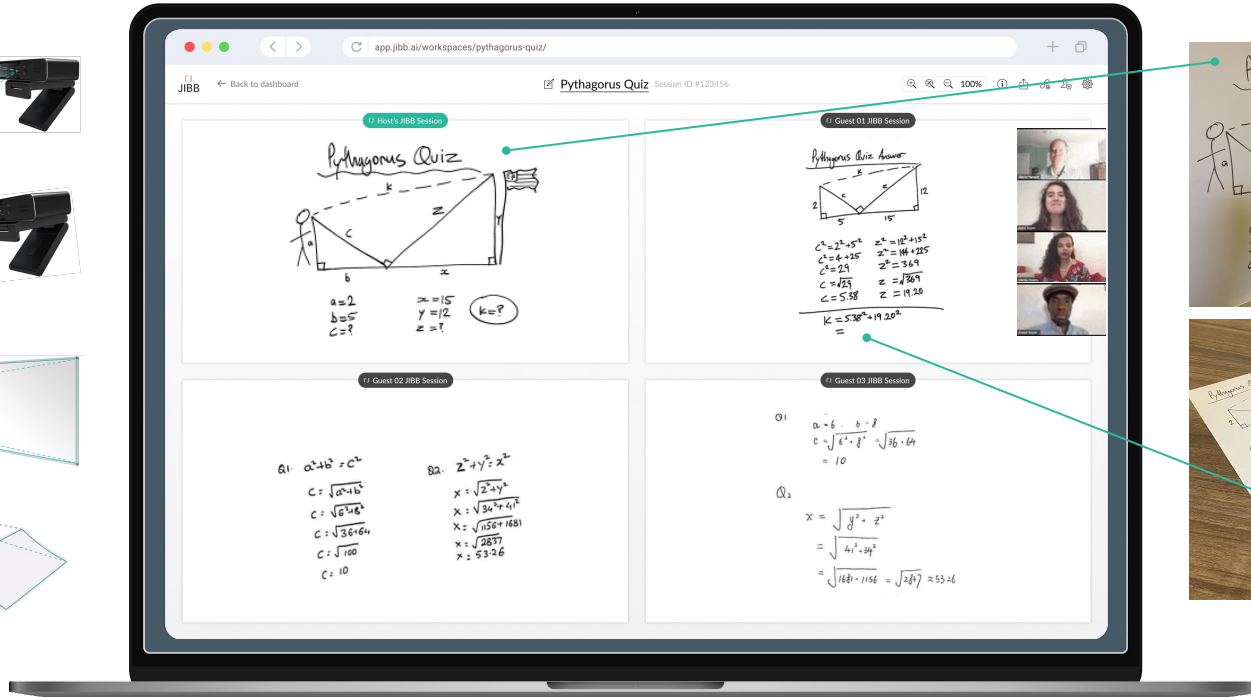 app.jibb.ai/workspaces/pythagorus-quiz/
JIBB
Back to dashboard
Pythagorus Quiz
Session ID #123456
100%
Host's JIBB Session
Pythagorus Quiz
k
z
a
c
y
b
x
a=2
b=5
c=?
x=15
y=12
z=?
k=?
Guest 01 JIBB Session
Pythagorus Quiz Answer
k
c
z
2
12
5
15
c²=2²+5²
c²=4+25
c²=29
c=√29
c=5.38
z²=12²+15²
z²=144+225
z²=369
z=√369
z=19.20
k=5.38²+19.20²
=
Guest 02 JIBB Session
Q1. a²+b²=c²
c=√a²+b²
c=√6²+8²
c=√36+64
c=√100
c=10
Q2. z²+y²=x²
x=√z²+y²
x=√34²+41²
x=√1156+1681
x=√2837
x=53.26
Guest 03 JIBB Session
Q1
a=6. b=8
c=√6²+8² =√36+64
=10
Q2
x=√y²+z²
=√41²+34²
=√1681+1156 =√2837 ≈53.26
a
Pythagorus
2